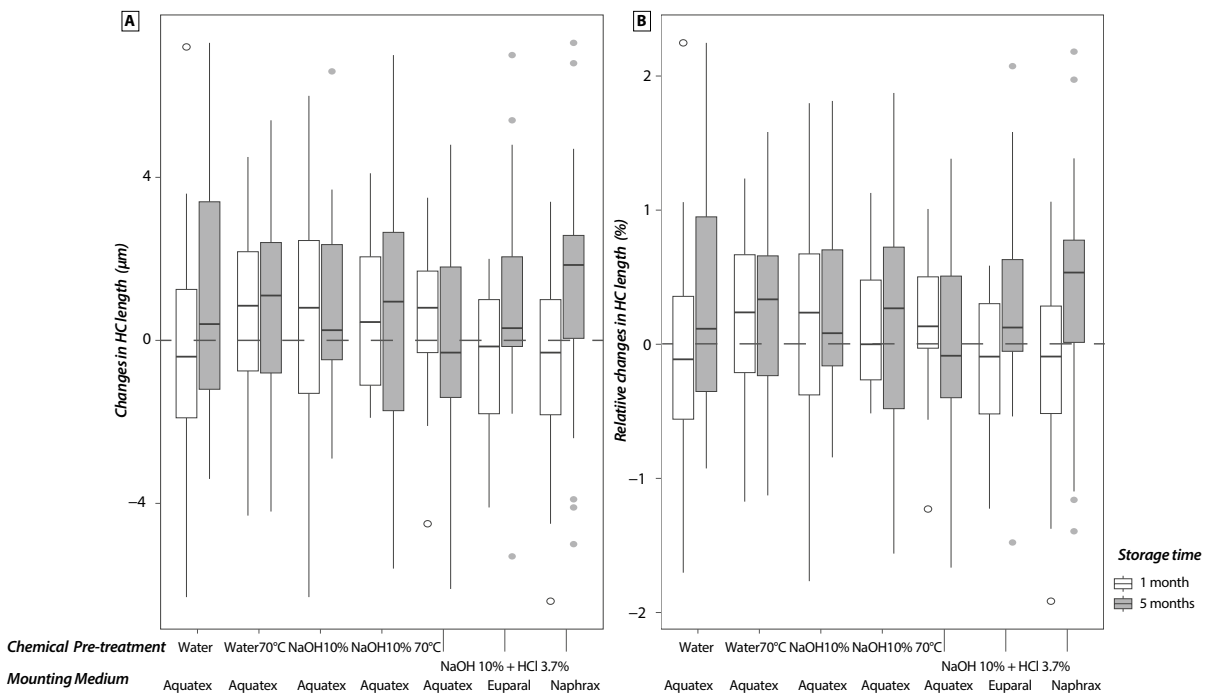 A
B
Changes in HC length (μm)
4
0
−4
Relaltive changes in HC length (%)
2
1
0
−1
−2
Storage time
1 month
5 months
Chemical Pre-treatment
Water Water70°C NaOH10% NaOH10% 70°C
NaOH 10% + HCl 3.7%
Mounting Medium
Aquatex Aquatex Aquatex Aquatex Aquatex Euparal Naphrax
Water Water70°C NaOH10% NaOH10% 70°C
NaOH 10% + HCl 3.7%
Aquatex Aquatex Aquatex Aquatex Aquatex Euparal Naphrax